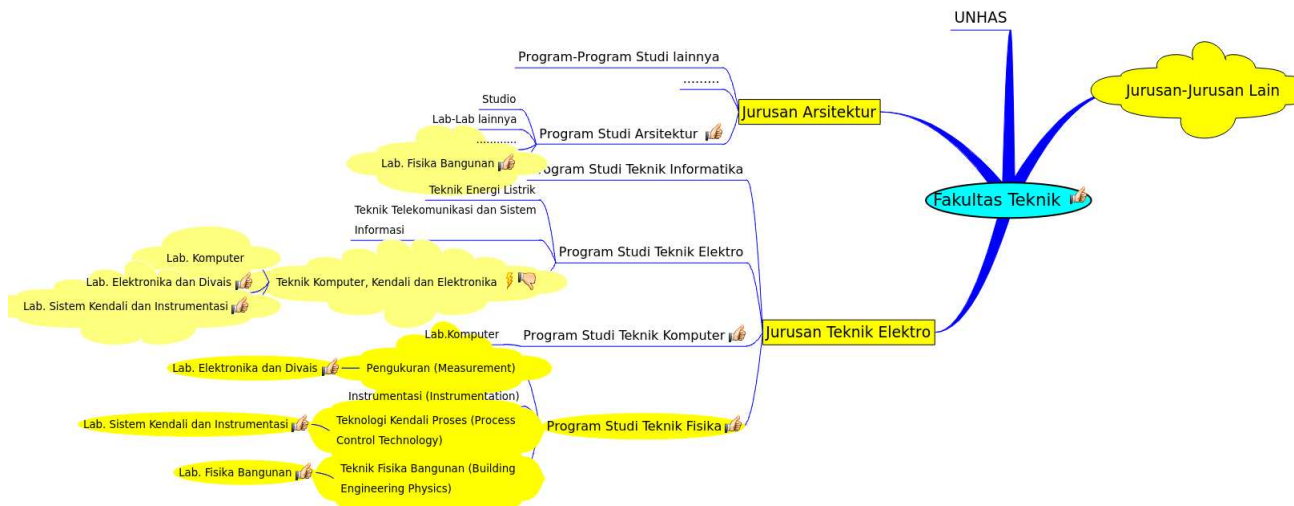 UNHAS
Jurusan-Jurusan Lain
Fakultas Teknik
Program-Program Studi lainnya
.........
Jurusan Arsitektur
Studio
Lab-Lab lainnya
............
Lab. Fisika Bangunan
Program Studi Arsitektur
rogram Studi Teknik Informatika
Teknik Energi Listrik
Teknik Telekomunikasi dan Sistem
Informasi
Program Studi Teknik Elektro
Lab. Komputer
Lab. Elektronika dan Divais
Lab. Sistem Kendali dan Instrumentasi
Teknik Komputer, Kendali dan Elektronika
Jurusan Teknik Elektro
Lab.Komputer
Program Studi Teknik Komputer
Lab. Elektronika dan Divais
Pengukuran (Measurement)
Instrumentasi (Instrumentation)
Lab. Sistem Kendali dan Instrumentasi
Teknologi Kendali Proses (Process
Control Technology)
Program Studi Teknik Fisika
Lab. Fisika Bangunan
Teknik Fisika Bangunan (Building
Engineering Physics)